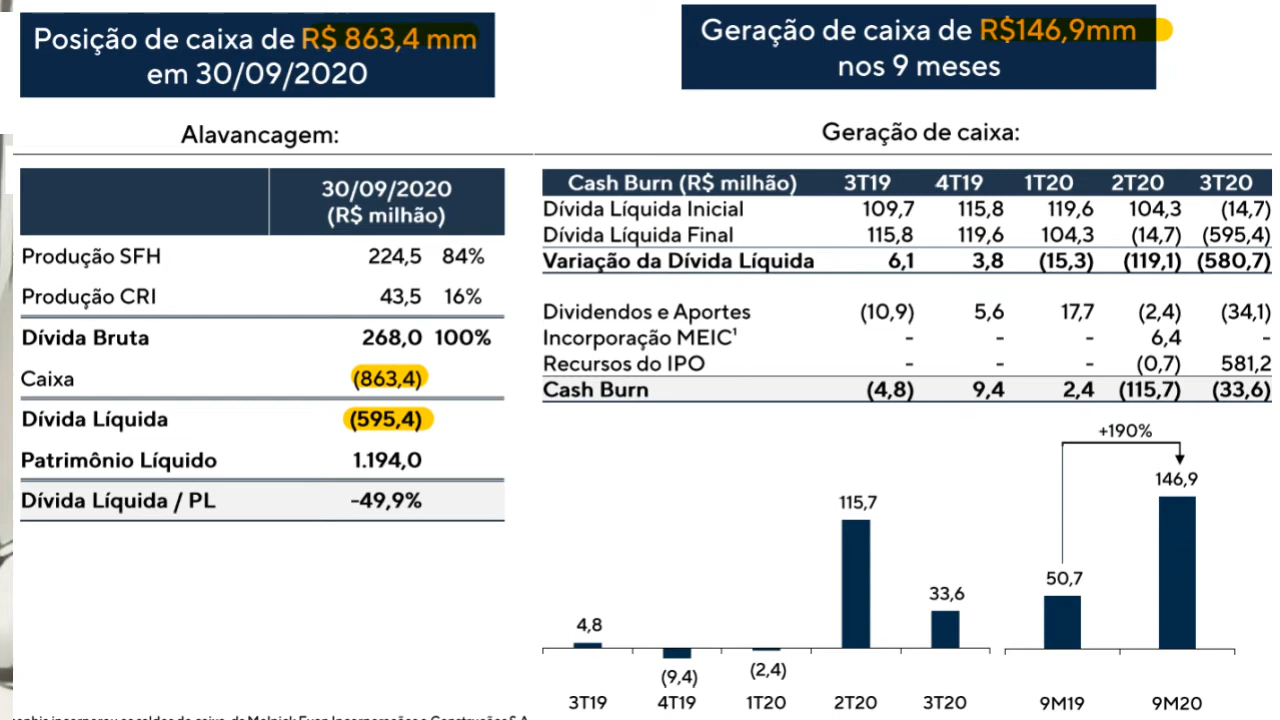 Posição de caixa de R$ 863,4 mm
em 30/09/2020
Alavancagem:
30/09/2020
(R$ milhão)
Produção SFH 224,5 84%
Produção CRI 43,5 16%
Dívida Bruta 268,0 100%
Caixa (863,4)
Dívida Líquida (595,4)
Patrimônio Líquido 1.194,0
Dívida Líquida / PL -49,9%
Geração de caixa de R$146,9mm
nos 9 meses
Geração de caixa:
Cash Burn (R$ milhão) 3T19 4T19 1T20 2T20 3T20
Dívida Líquida Inicial 109,7 115,8 119,6 104,3 (14,7)
Dívida Líquida Final 115,8 119,6 104,3 (14,7) (595,4)
Variação da Dívida Líquida 6,1 3,8 (15,3) (119,1) (580,7)
Dividendos e Aportes (10,9) 5,6 17,7 (2,4) (34,1)
Incorporação MEIC¹ - - - 6,4 -
Recursos do IPO - - - (0,7) 581,2
Cash Burn (4,8) 9,4 2,4 (115,7) (33,6)
+190%
4,8 (9,4) (2,4) 115,7 33,6 50,7 146,9
3T19 4T19 1T20 2T20 3T20 9M19 9M20